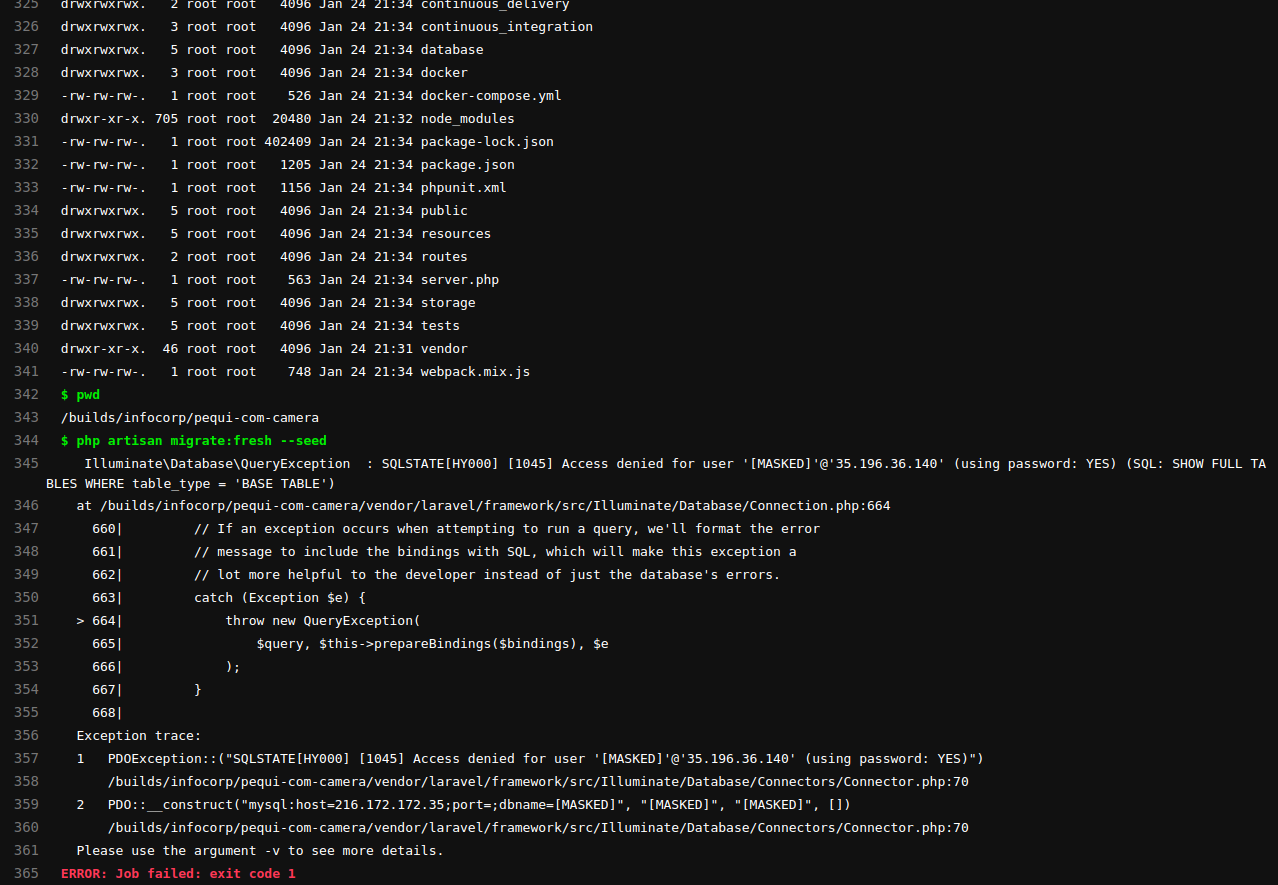 325 drwxrwxrwx.   2 root root   4096 Jan 24 21:34 continuous_delivery
326 drwxrwxrwx.   3 root root   4096 Jan 24 21:34 continuous_integration
327 drwxrwxrwx.   5 root root   4096 Jan 24 21:34 database
328 drwxrwxrwx.   3 root root   4096 Jan 24 21:34 docker
329 -rw-rw-rw-.   1 root root    526 Jan 24 21:34 docker-compose.yml
330 drwxr-xr-x. 705 root root  20480 Jan 24 21:32 node_modules
331 -rw-rw-rw-.   1 root root 402409 Jan 24 21:34 package-lock.json
332 -rw-rw-rw-.   1 root root   1205 Jan 24 21:34 package.json
333 -rw-rw-rw-.   1 root root   1156 Jan 24 21:34 phpunit.xml
334 drwxrwxrwx.   5 root root   4096 Jan 24 21:34 public
335 drwxrwxrwx.   5 root root   4096 Jan 24 21:34 resources
336 drwxrwxrwx.   2 root root   4096 Jan 24 21:34 routes
337 -rw-rw-rw-.   1 root root    563 Jan 24 21:34 server.php
338 drwxrwxrwx.   5 root root   4096 Jan 24 21:34 storage
339 drwxrwxrwx.   5 root root   4096 Jan 24 21:34 tests
340 drwxr-xr-x.  46 root root   4096 Jan 24 21:31 vendor
341 -rw-rw-rw-.   1 root root    748 Jan 24 21:34 webpack.mix.js
342 $ pwd
343 /builds/infocorp/pequi-com-camera
344 $ php artisan migrate:fresh --seed
345    Illuminate\Database\QueryException  : SQLSTATE[HY000] [1045] Access denied for user '[MASKED]'@'35.196.36.140' (using password: YES) (SQL: SHOW FULL TA
BLES WHERE table_type = 'BASE TABLE')
346   at /builds/infocorp/pequi-com-camera/vendor/laravel/framework/src/Illuminate/Database/Connection.php:664
347     660|         // If an exception occurs when attempting to run a query, we'll format the error
348     661|         // message to include the bindings with SQL, which will make this exception a
349     662|         // lot more helpful to the developer instead of just the database's errors.
350     663|         catch (Exception $e) {
351   > 664|             throw new QueryException(
352     665|                 $query, $this->prepareBindings($bindings), $e
353     666|             );
354     667|         }
355     668|
356   Exception trace:
357   1   PDOException::("SQLSTATE[HY000] [1045] Access denied for user '[MASKED]'@'35.196.36.140' (using password: YES)")
358       /builds/infocorp/pequi-com-camera/vendor/laravel/framework/src/Illuminate/Database/Connectors/Connector.php:70
359   2   PDO::__construct("mysql:host=216.172.172.35;port=;dbname=[MASKED]", "[MASKED]", "[MASKED]", [])
360       /builds/infocorp/pequi-com-camera/vendor/laravel/framework/src/Illuminate/Database/Connectors/Connector.php:70
361   Please use the argument -v to see more details.
365 ERROR: Job failed: exit code 1